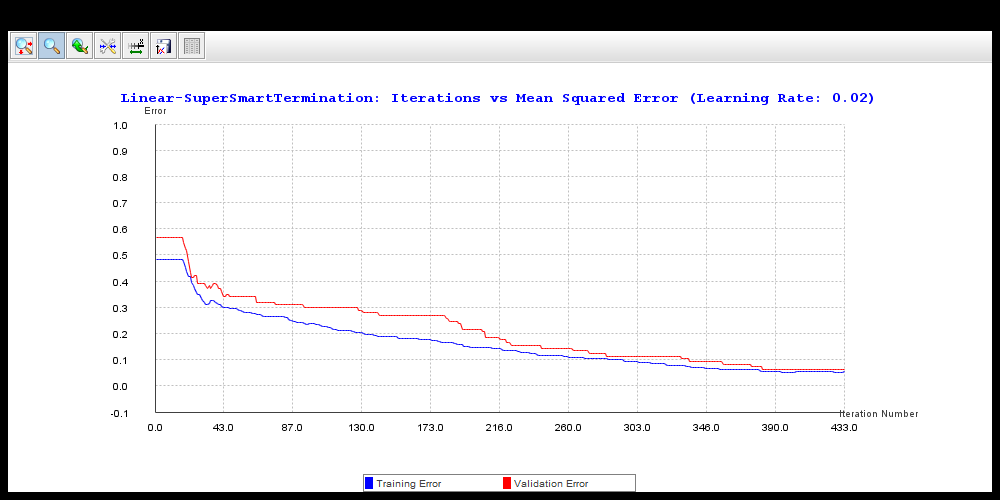 Linear-SuperSmartTermination: Iterations vs Mean Squared Error (Learning Rate: 0.02)
Error
1.0
0.9
0.8
0.7
0.6
0.5
0.4
0.3
0.2
0.1
0.0
-0.1
Iteration Number
0.0 43.0 87.0 130.0 173.0 216.0 260.0 303.0 346.0 390.0 433.0
Training Error Validation Error